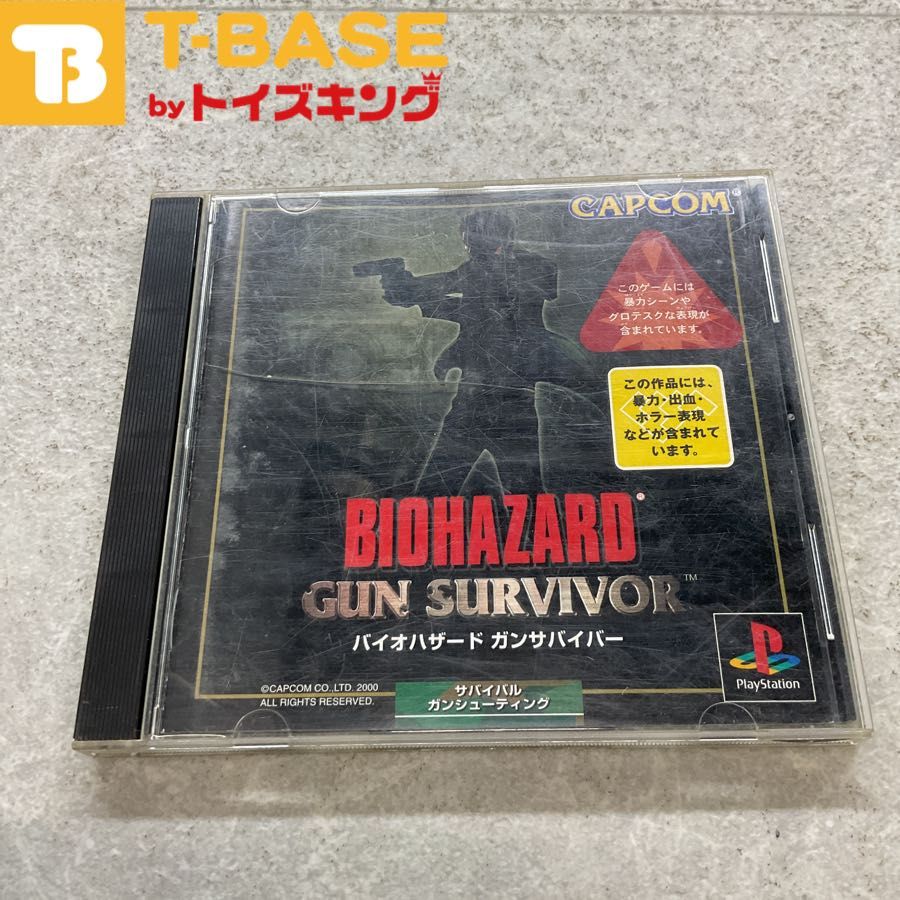 T-BASE
by トイズキング
CAPCOM®
このゲームには
暴力シーンや
グロテスクな表現が
含まれています。
この作品には、
暴力・出血・
ホラー表現
などが含まれて
います。
BIOHAZARD®
GUN SURVIVOR™
バイオハザード ガンサバイバー
PlayStation
©CAPCOM CO., LTD. 2000
ALL RIGHTS RESERVED.
サバイバル
ガンシューティング